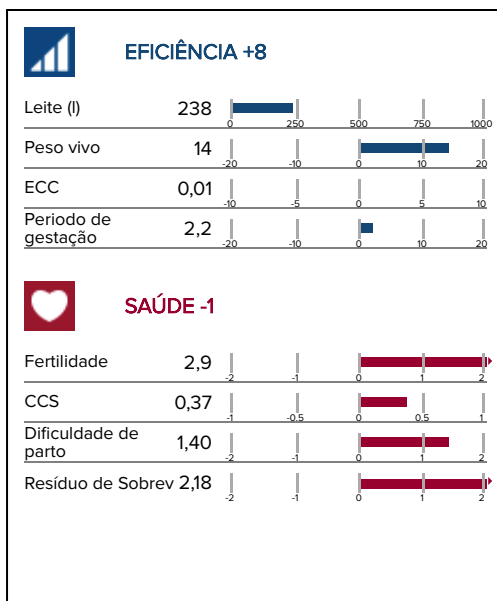 EFICIÊNCIA +8
Leite (l) 238
0 250 500 750 1000
Peso vivo 14
-20 -10 0 10 20
ECC 0,01
-10 -5 0 5 10
Periodo de
gestação 2,2
-20 -10 0 10 20
SAÚDE -1
Fertilidade 2,9
-2 -1 0 1 2
CCS 0,37
-1 -0.5 0 0.5 1
Dificuldade de
parto 1,40
-2 -1 0 1 2
Resíduo de Sobrev 2,18
-2 -1 0 1 2